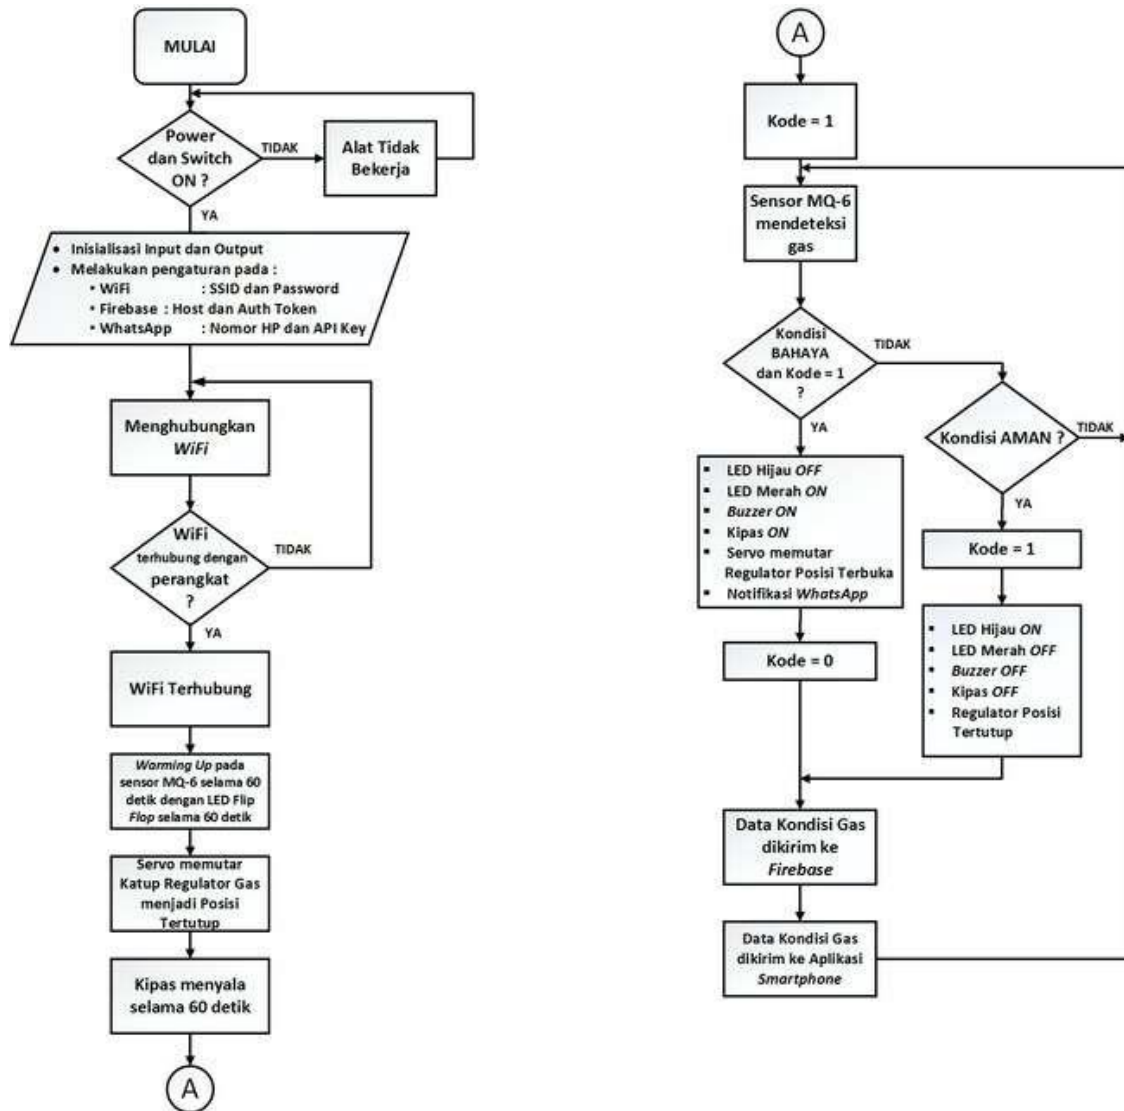 MULAI
Power
dan Switch
ON ?
TIDAK
Alat Tidak
Bekerja
YA
• Inisialisasi Input dan Output
• Melakukan pengaturan pada :
• WiFi : SSID dan Password
• Firebase : Host dan Auth Token
• WhatsApp : Nomor HP dan API Key
Menghubungkan
WiFi
WiFi
terhubung dengan
perangkat
?
TIDAK
YA
WiFi Terhubung
Warming Up pada
sensor MQ-6 selama 60
detik dengan LED Flip
Flop selama 60 detik
Servo memutar
Katup Regulator Gas
menjadi Posisi
Tertutup
Kipas menyala
selama 60 detik
A
A
Kode = 1
Sensor MQ-6
mendeteksi
gas
Kondisi
BAHAYA
dan Kode = 1
?
TIDAK
YA
▪ LED Hijau OFF
▪ LED Merah ON
▪ Buzzer ON
▪ Kipas ON
▪ Servo memutar
Regulator Posisi Terbuka
▪ Notifikasi WhatsApp
Kode = 0
Kondisi AMAN ?
TIDAK
YA
Kode = 1
▪ LED Hijau ON
▪ LED Merah OFF
▪ Buzzer OFF
▪ Kipas OFF
▪ Regulator Posisi
Tertutup
Data Kondisi Gas
dikirim ke
Firebase
Data Kondisi Gas
dikirim ke Aplikasi
Smartphone